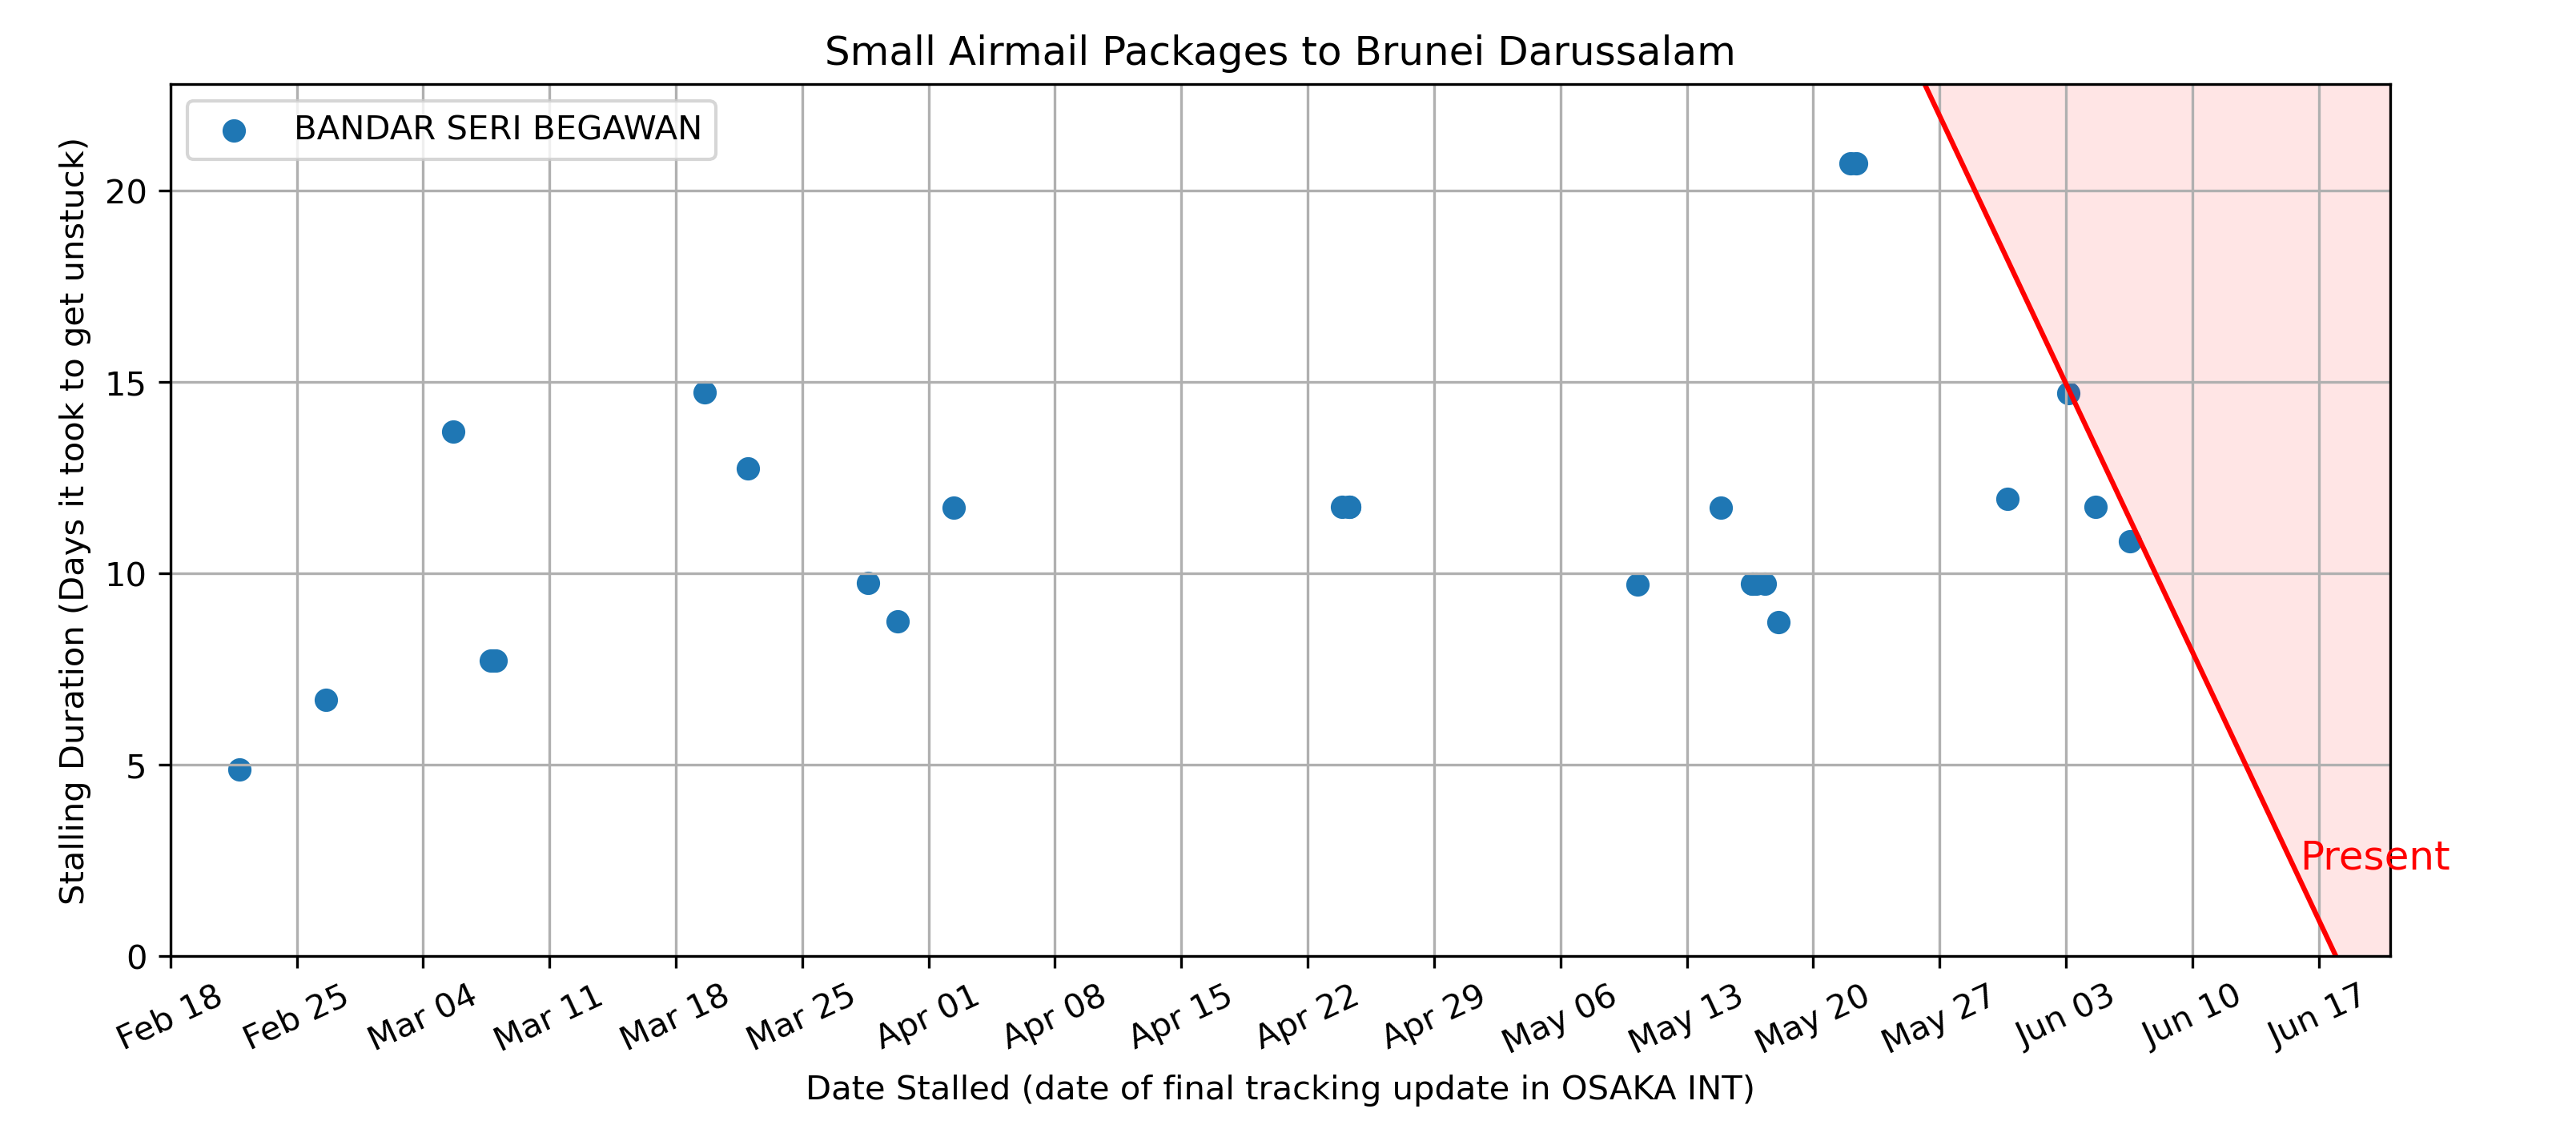 Small Airmail Packages to Brunei Darussalam
BANDAR SERI BEGAWAN
Stalling Duration (Days it took to get unstuck)
20
15
10
5
0
Present
Feb 18
Feb 25
Mar 04
Mar 11
Mar 18
Mar 25
Apr 01
Apr 08
Apr 15
Apr 22
Apr 29
May 06
May 13
May 20
May 27
Jun 03
Jun 10
Jun 17
Date Stalled (date of final tracking update in OSAKA INT)